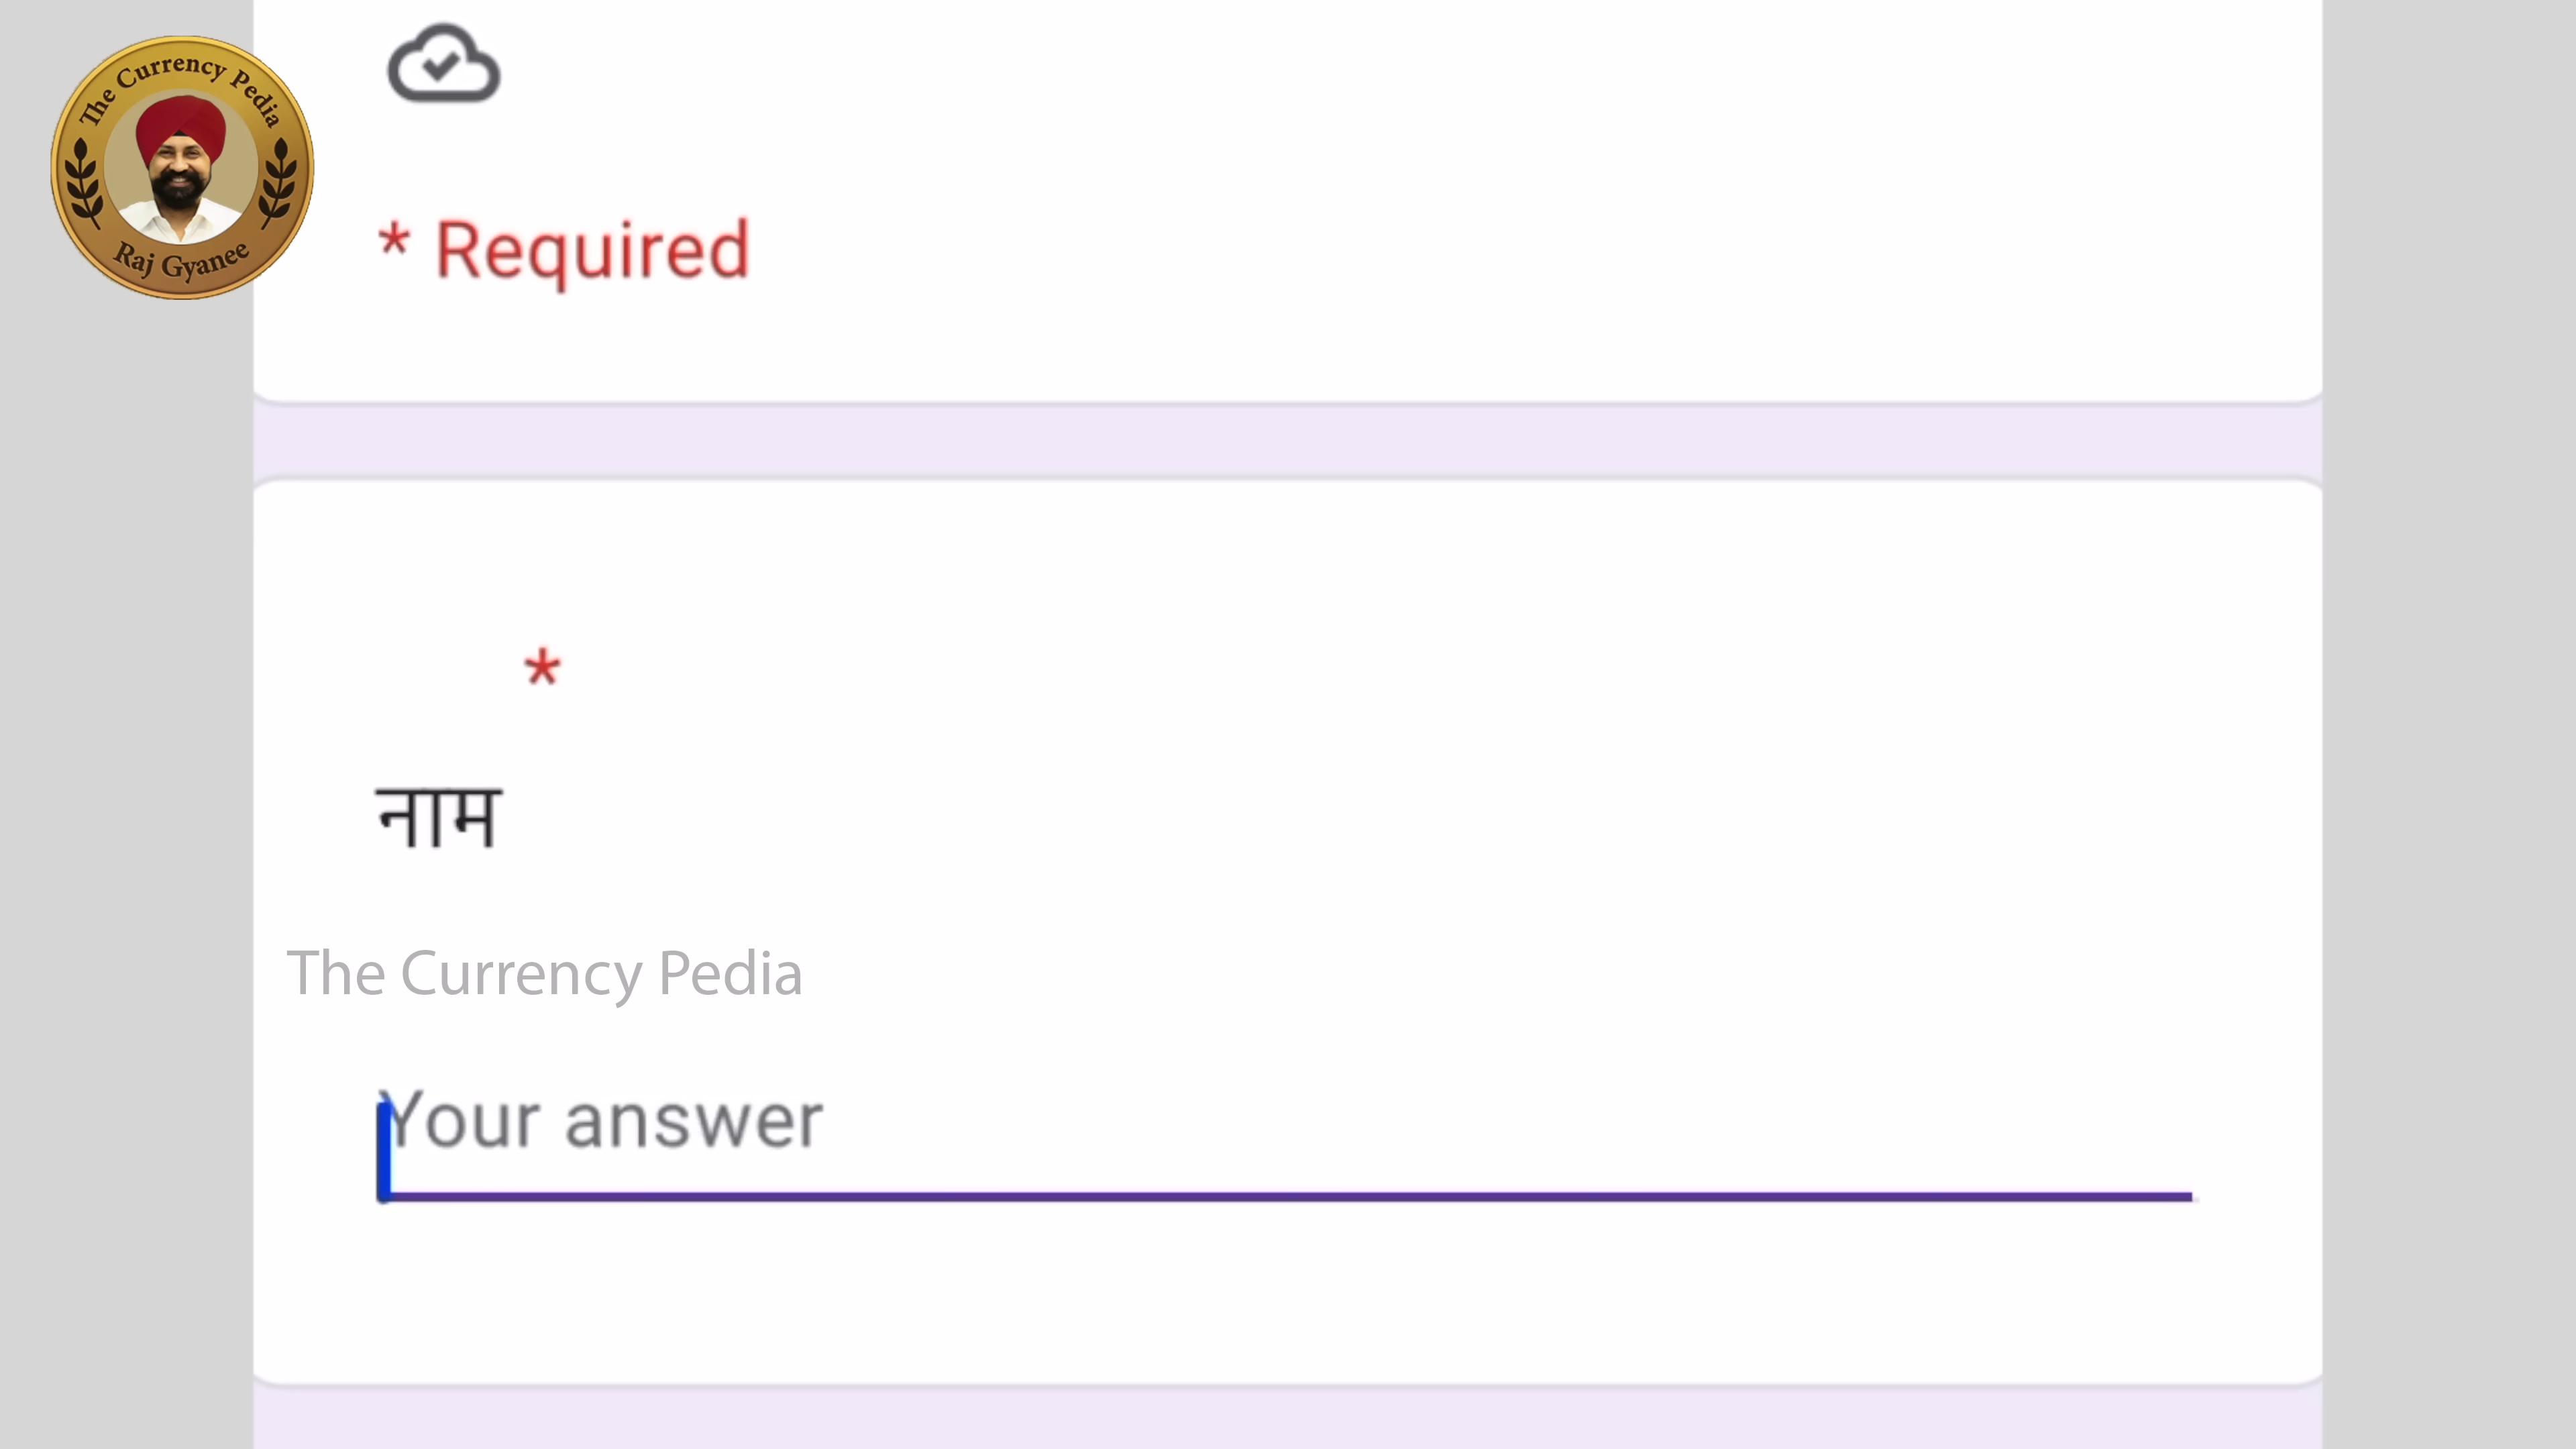 The Currency Pedia
Raj Gyanee
* Required
*
नाम
The Currency Pedia
Your answer